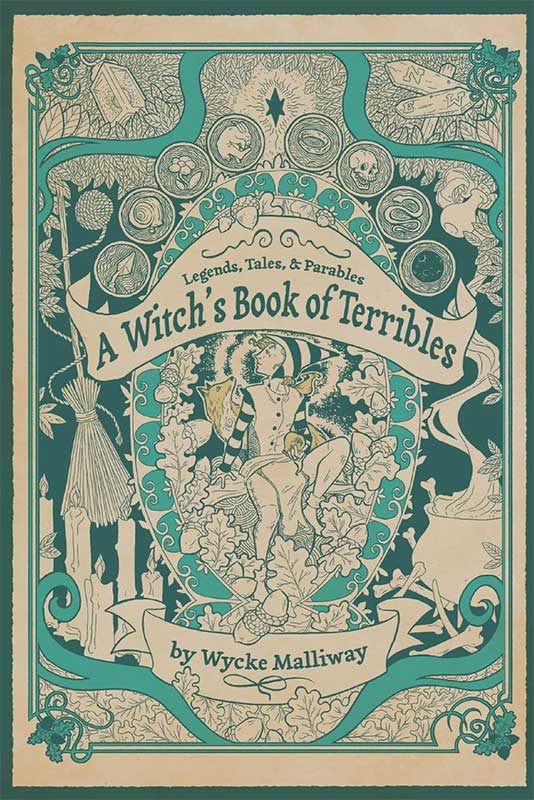 Legends, Tales, & Parables
A Witch's Book of Terribles
by Wycke Malliway